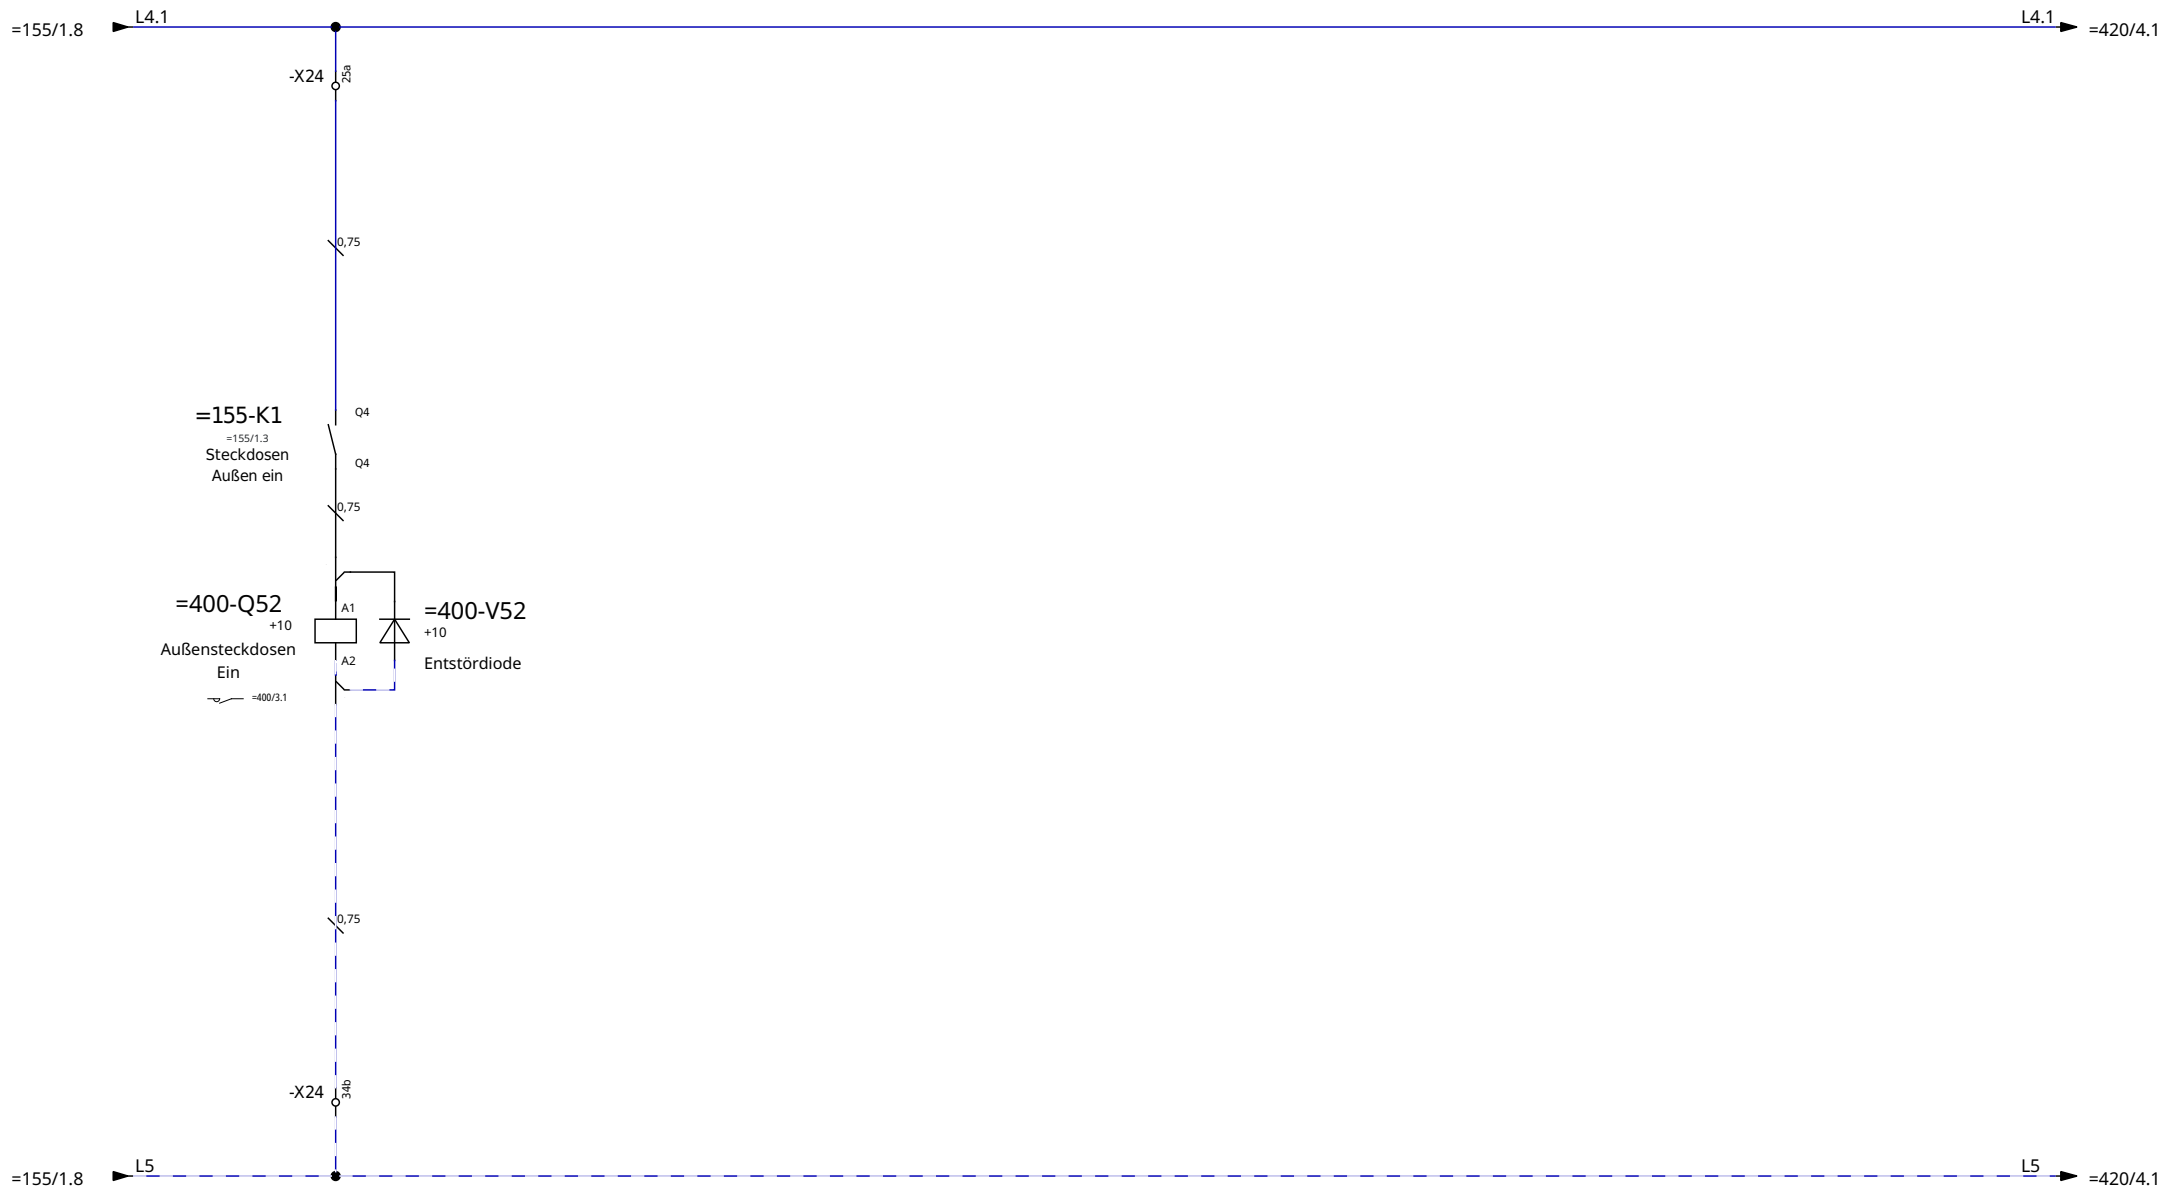 L4.1
L4.1
=155/1.8
=420/4.1
-X24
25a
0,75
=155-K1
Q4
=155/1.3
Steckdosen
Q4
Außen ein
0,75
=400-Q52
A1
=400-V52
+10
+10
Außensteckdosen
A2
Entstördiode
Ein
=400/3.1
0,75
-X24
34b
L5
L5
=155/1.8
=420/4.1